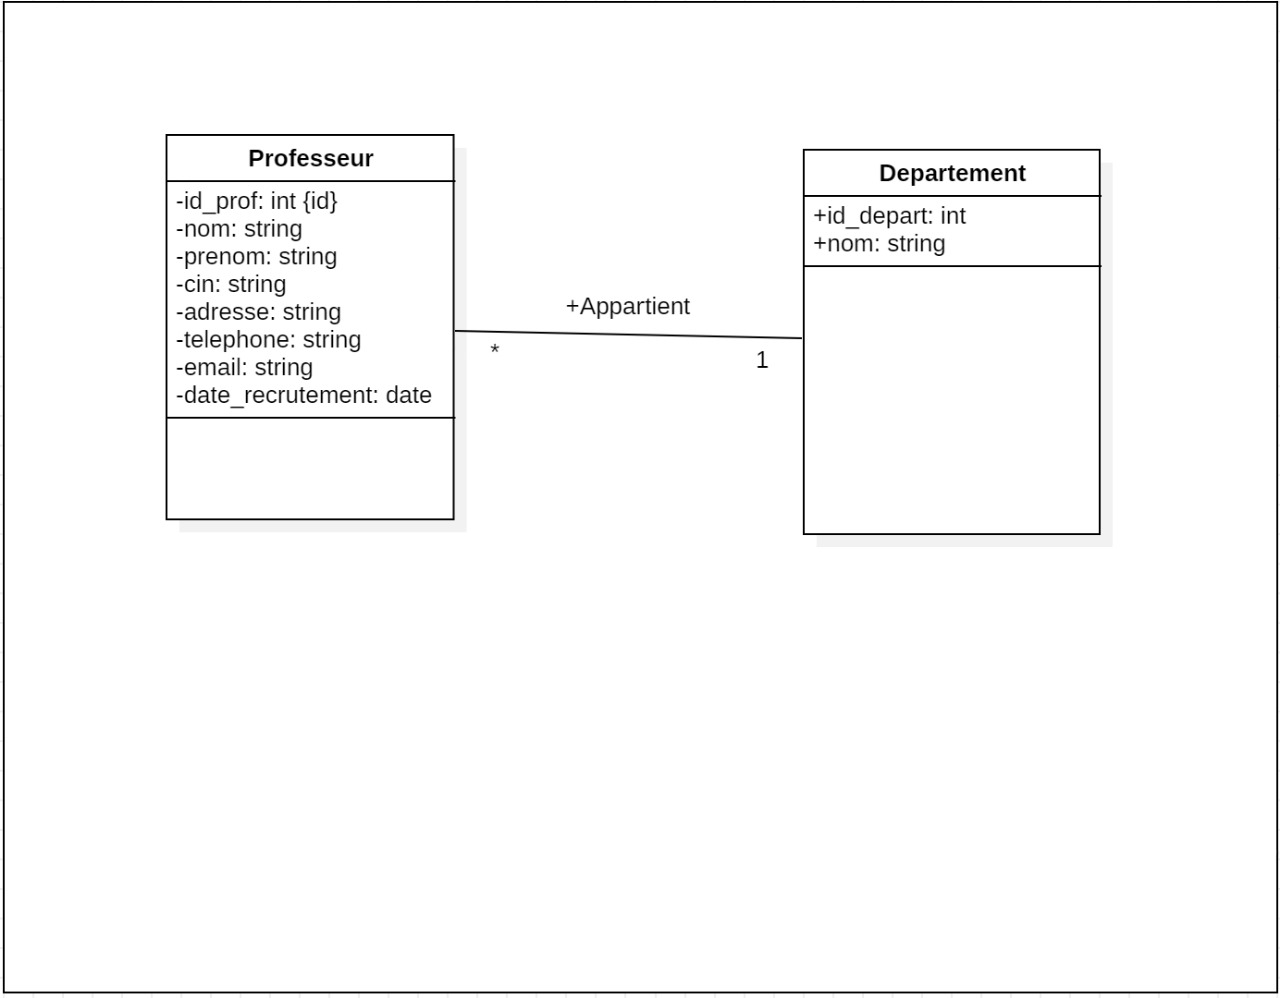 Professeur
-id_prof: int {id}
-nom: string
-prenom: string
-cin: string
-adresse: string
-telephone: string
-email: string
-date_recrutement: date
+Appartient
*
1
Departement
+id_depart: int
+nom: string